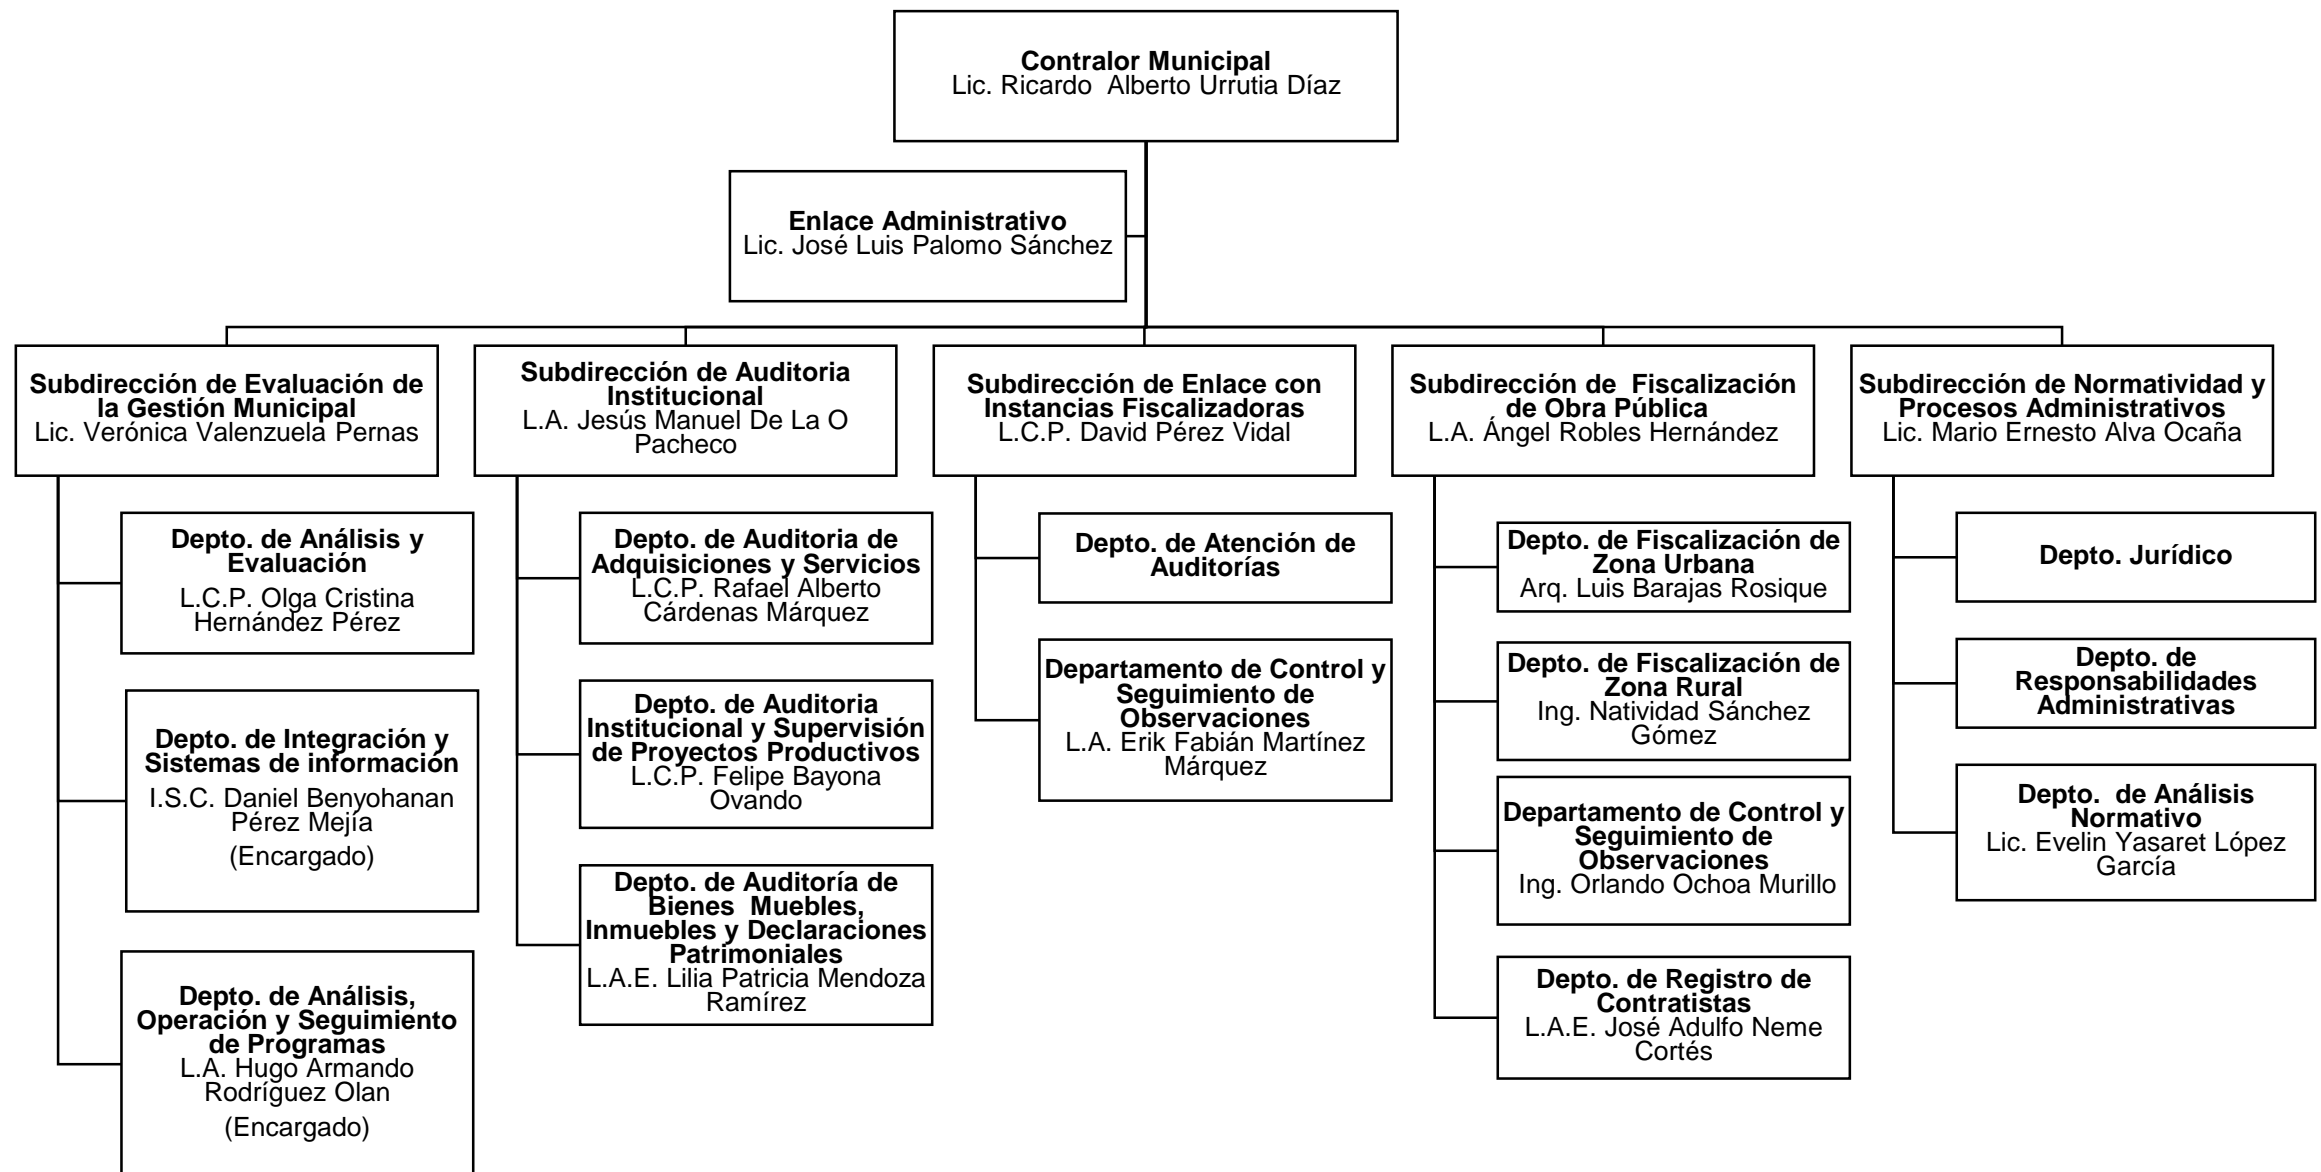 Contralor Municipal
Lic. Ricardo  Alberto Urrutia Díaz
Enlace Administrativo
Lic. José Luis Palomo Sánchez
Subdirección de Evaluación de
la Gestión Municipal
Lic. Verónica Valenzuela Pernas
Subdirección de Auditoria
Institucional
L.A. Jesús Manuel De La O
Pacheco
Subdirección de Enlace con
Instancias Fiscalizadoras
L.C.P. David Pérez Vidal
Subdirección de  Fiscalización
de Obra Pública
L.A. Ángel Robles Hernández
Subdirección de Normatividad y
Procesos Administrativos
Lic. Mario Ernesto Alva Ocaña
Depto. de Análisis y
Evaluación
L.C.P. Olga Cristina
Hernández Pérez
Depto. de Integración y
Sistemas de información
I.S.C. Daniel Benyohanan
Pérez Mejía
(Encargado)
Depto. de Análisis,
Operación y Seguimiento
de Programas
L.A. Hugo Armando
Rodríguez Olan
(Encargado)
Depto. de Auditoria de
Adquisiciones y Servicios
L.C.P. Rafael Alberto
Cárdenas Márquez
Depto. de Auditoria
Institucional y Supervisión
de Proyectos Productivos
L.C.P. Felipe Bayona
Ovando
Depto. de Auditoría de
Bienes  Muebles,
Inmuebles y Declaraciones
Patrimoniales
L.A.E. Lilia Patricia Mendoza
Ramírez
Depto. de Atención de
Auditorías
Departamento de Control y
Seguimiento de
Observaciones
L.A. Erik Fabián Martínez
Márquez
Depto. de Fiscalización de
Zona Urbana
Arq. Luis Barajas Rosique
Depto. de Fiscalización de
Zona Rural
Ing. Natividad Sánchez
Gómez
Departamento de Control y
Seguimiento de
Observaciones
Ing. Orlando Ochoa Murillo
Depto. de Registro de
Contratistas
L.A.E. José Adulfo Neme
Cortés
Depto. Jurídico
Depto. de
Responsabilidades
Administrativas
Depto.  de Análisis
Normativo
Lic. Evelin Yasaret López
García